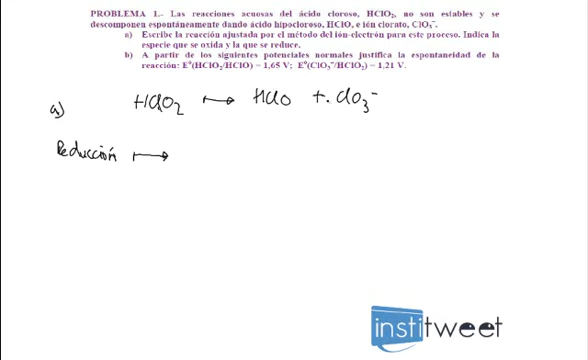 PROBLEMA 1.- Las reacciones acuosas del ácido cloroso, HClO₂, no son estables y se
descomponen espontáneamente dando ácido hipocloroso, HClO, e ión clorato, ClO₃⁻.
a) Escribe la reacción ajustada por el método del ión-electrón para este proceso. Indica la
especie que se oxida y la que se reduce.
b) A partir de los siguientes potenciales normales justifica la espontaneidad de la
reacción: E°(HClO₂/HClO) = 1,65 V; E°(ClO₃⁻/HClO₂) = 1,21 V.
a) HClO₂ ⟼ HClO + ClO₃⁻
Reducción ⟼
institweet